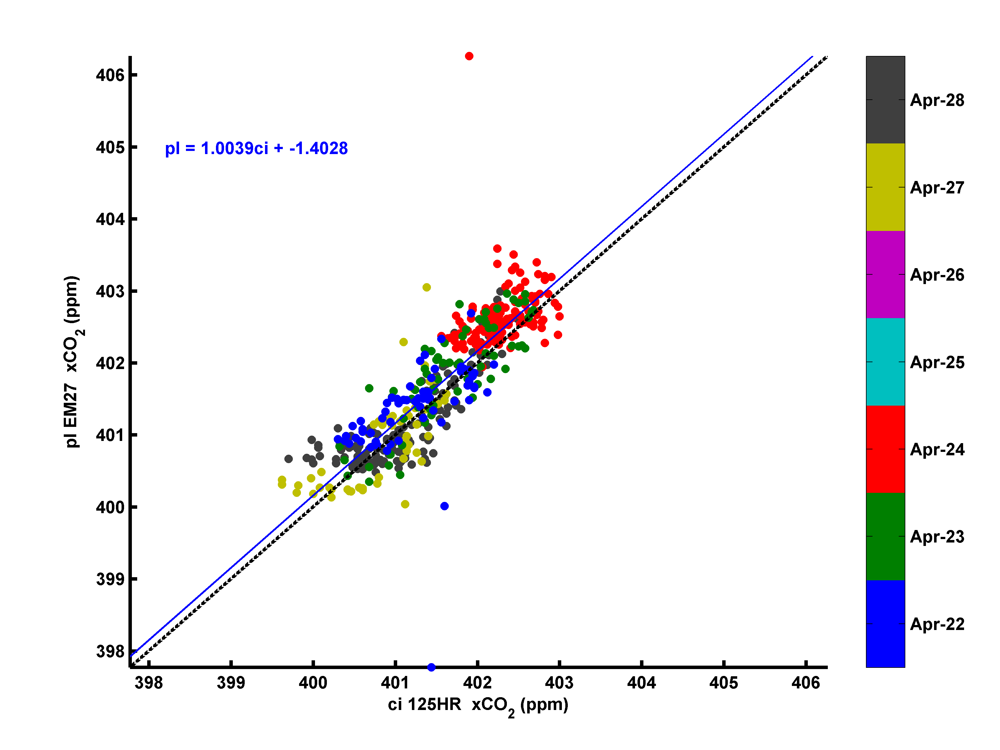 406
405
404
403
402
401
400
399
398
pl EM27 xCO2 (ppm)
pl = 1.0039ci + -1.4028
398 399 400 401 402 403 404 405 406
ci 125HR xCO2 (ppm)
Apr-28
Apr-27
Apr-26
Apr-25
Apr-24
Apr-23
Apr-22